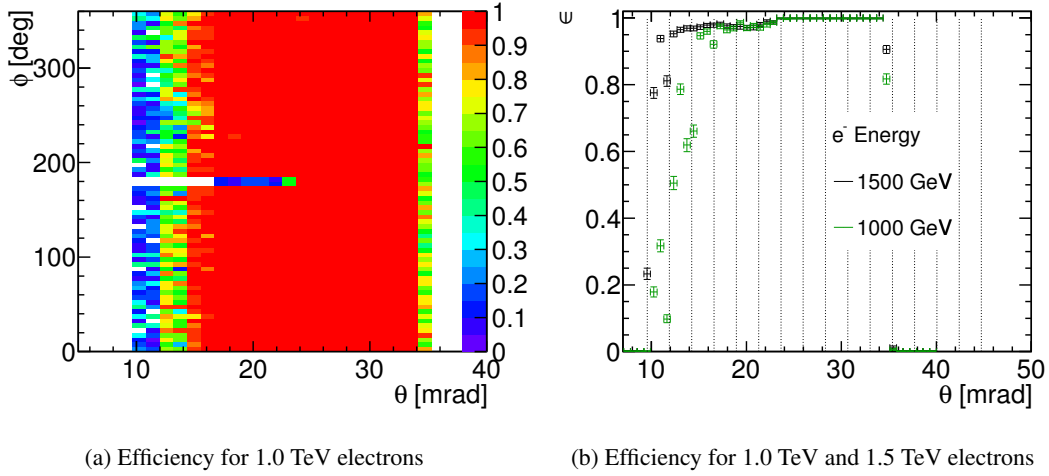 ϕ [deg]
300
200
100
0
0 10 20 30 40
θ [mrad]
1
0.9
0.8
0.7
0.6
0.5
0.4
0.3
0.2
0.1
0
∈
1
0.8
0.6
0.4
0.2
0
10 20 30 40 50
θ [mrad]
e⁻ Energy
1500 GeV
1000 GeV
(a) Efficiency for 1.0 TeV electrons
(b) Efficiency for 1.0 TeV and 1.5 TeV electrons